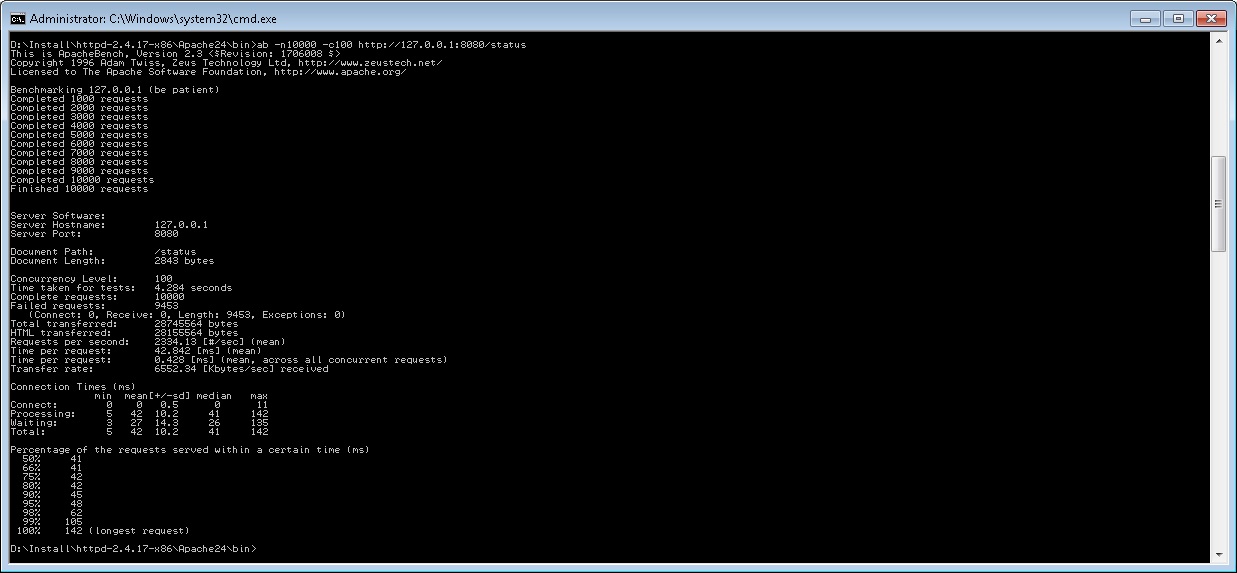 Administrator: C:\Windows\system32\cmd.exe
D:\Install\httpd-2.4.17-x86\Apache24\bin>ab -n10000 -c100 http://127.0.0.1:8080/status
This is ApacheBench, Version 2.3 <$Revision: 1706008 $>
Copyright 1996 Adam Twiss, Zeus Technology Ltd, http://www.zeustech.net/
Licensed to The Apache Software Foundation, http://www.apache.org/
Benchmarking 127.0.0.1 (be patient)
Completed 1000 requests
Completed 2000 requests
Completed 3000 requests
Completed 4000 requests
Completed 5000 requests
Completed 6000 requests
Completed 7000 requests
Completed 8000 requests
Completed 9000 requests
Completed 10000 requests
Finished 10000 requests
Server Software:
Server Hostname: 127.0.0.1
Server Port: 8080
Document Path: /status
Document Length: 2843 bytes
Concurrency Level: 100
Time taken for tests: 4.284 seconds
Complete requests: 10000
Failed requests: 9453
(Connect: 0, Receive: 0, Length: 9453, Exceptions: 0)
Total transferred: 28745564 bytes
HTML transferred: 28155564 bytes
Requests per second: 2334.13 [#/sec] (mean)
Time per request: 42.842 [ms] (mean)
Time per request: 0.428 [ms] (mean, across all concurrent requests)
Transfer rate: 6552.34 [Kbytes/sec] received
Connection Times (ms)
min mean[+/-sd] median max
Connect: 0 0 0.5 0 11
Processing: 5 42 10.2 41 142
Waiting: 3 27 14.3 26 135
Total: 5 42 10.2 41 142
Percentage of the requests served within a certain time (ms)
50% 41
66% 41
75% 42
80% 42
90% 45
95% 48
98% 62
99% 105
100% 142 (longest request)
D:\Install\httpd-2.4.17-x86\Apache24\bin>